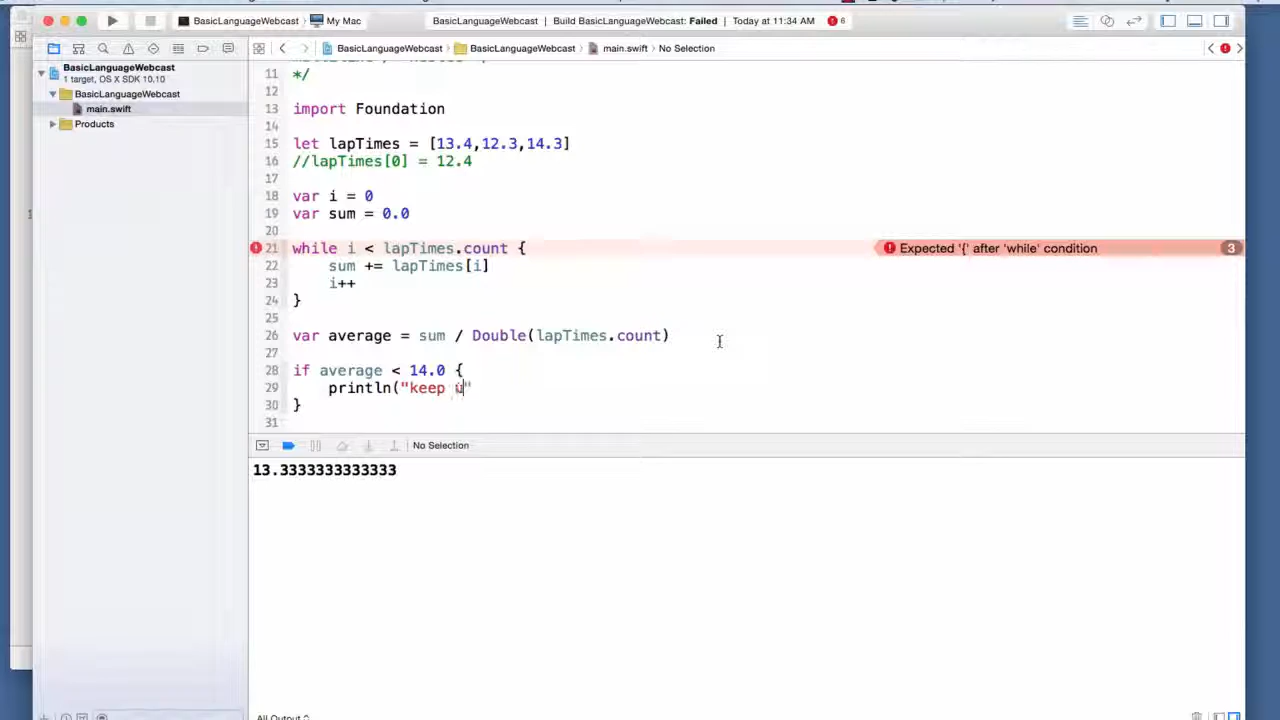 BasicLanguageWebcast My Mac BasicLanguageWebcast | Build BasicLanguageWebcast: Failed | Today at 11:34 AM 6
BasicLanguageWebcast BasicLanguageWebcast main.swift No Selection
BasicLanguageWebcast
1 target, OS X SDK 10.10
BasicLanguageWebcast
main.swift
Products
11 */
12
13 import Foundation
14
15 let lapTimes = [13.4,12.3,14.3]
16 //lapTimes[0] = 12.4
17
18 var i = 0
19 var sum = 0.0
20
21 while i < lapTimes.count { Expected '{' after 'while' condition 3
22 sum += lapTimes[i]
23 i++
24 }
25
26 var average = sum / Double(lapTimes.count)
27
28 if average < 14.0 {
29 println("keep u"
30 }
31
No Selection
13.3333333333333
All Output